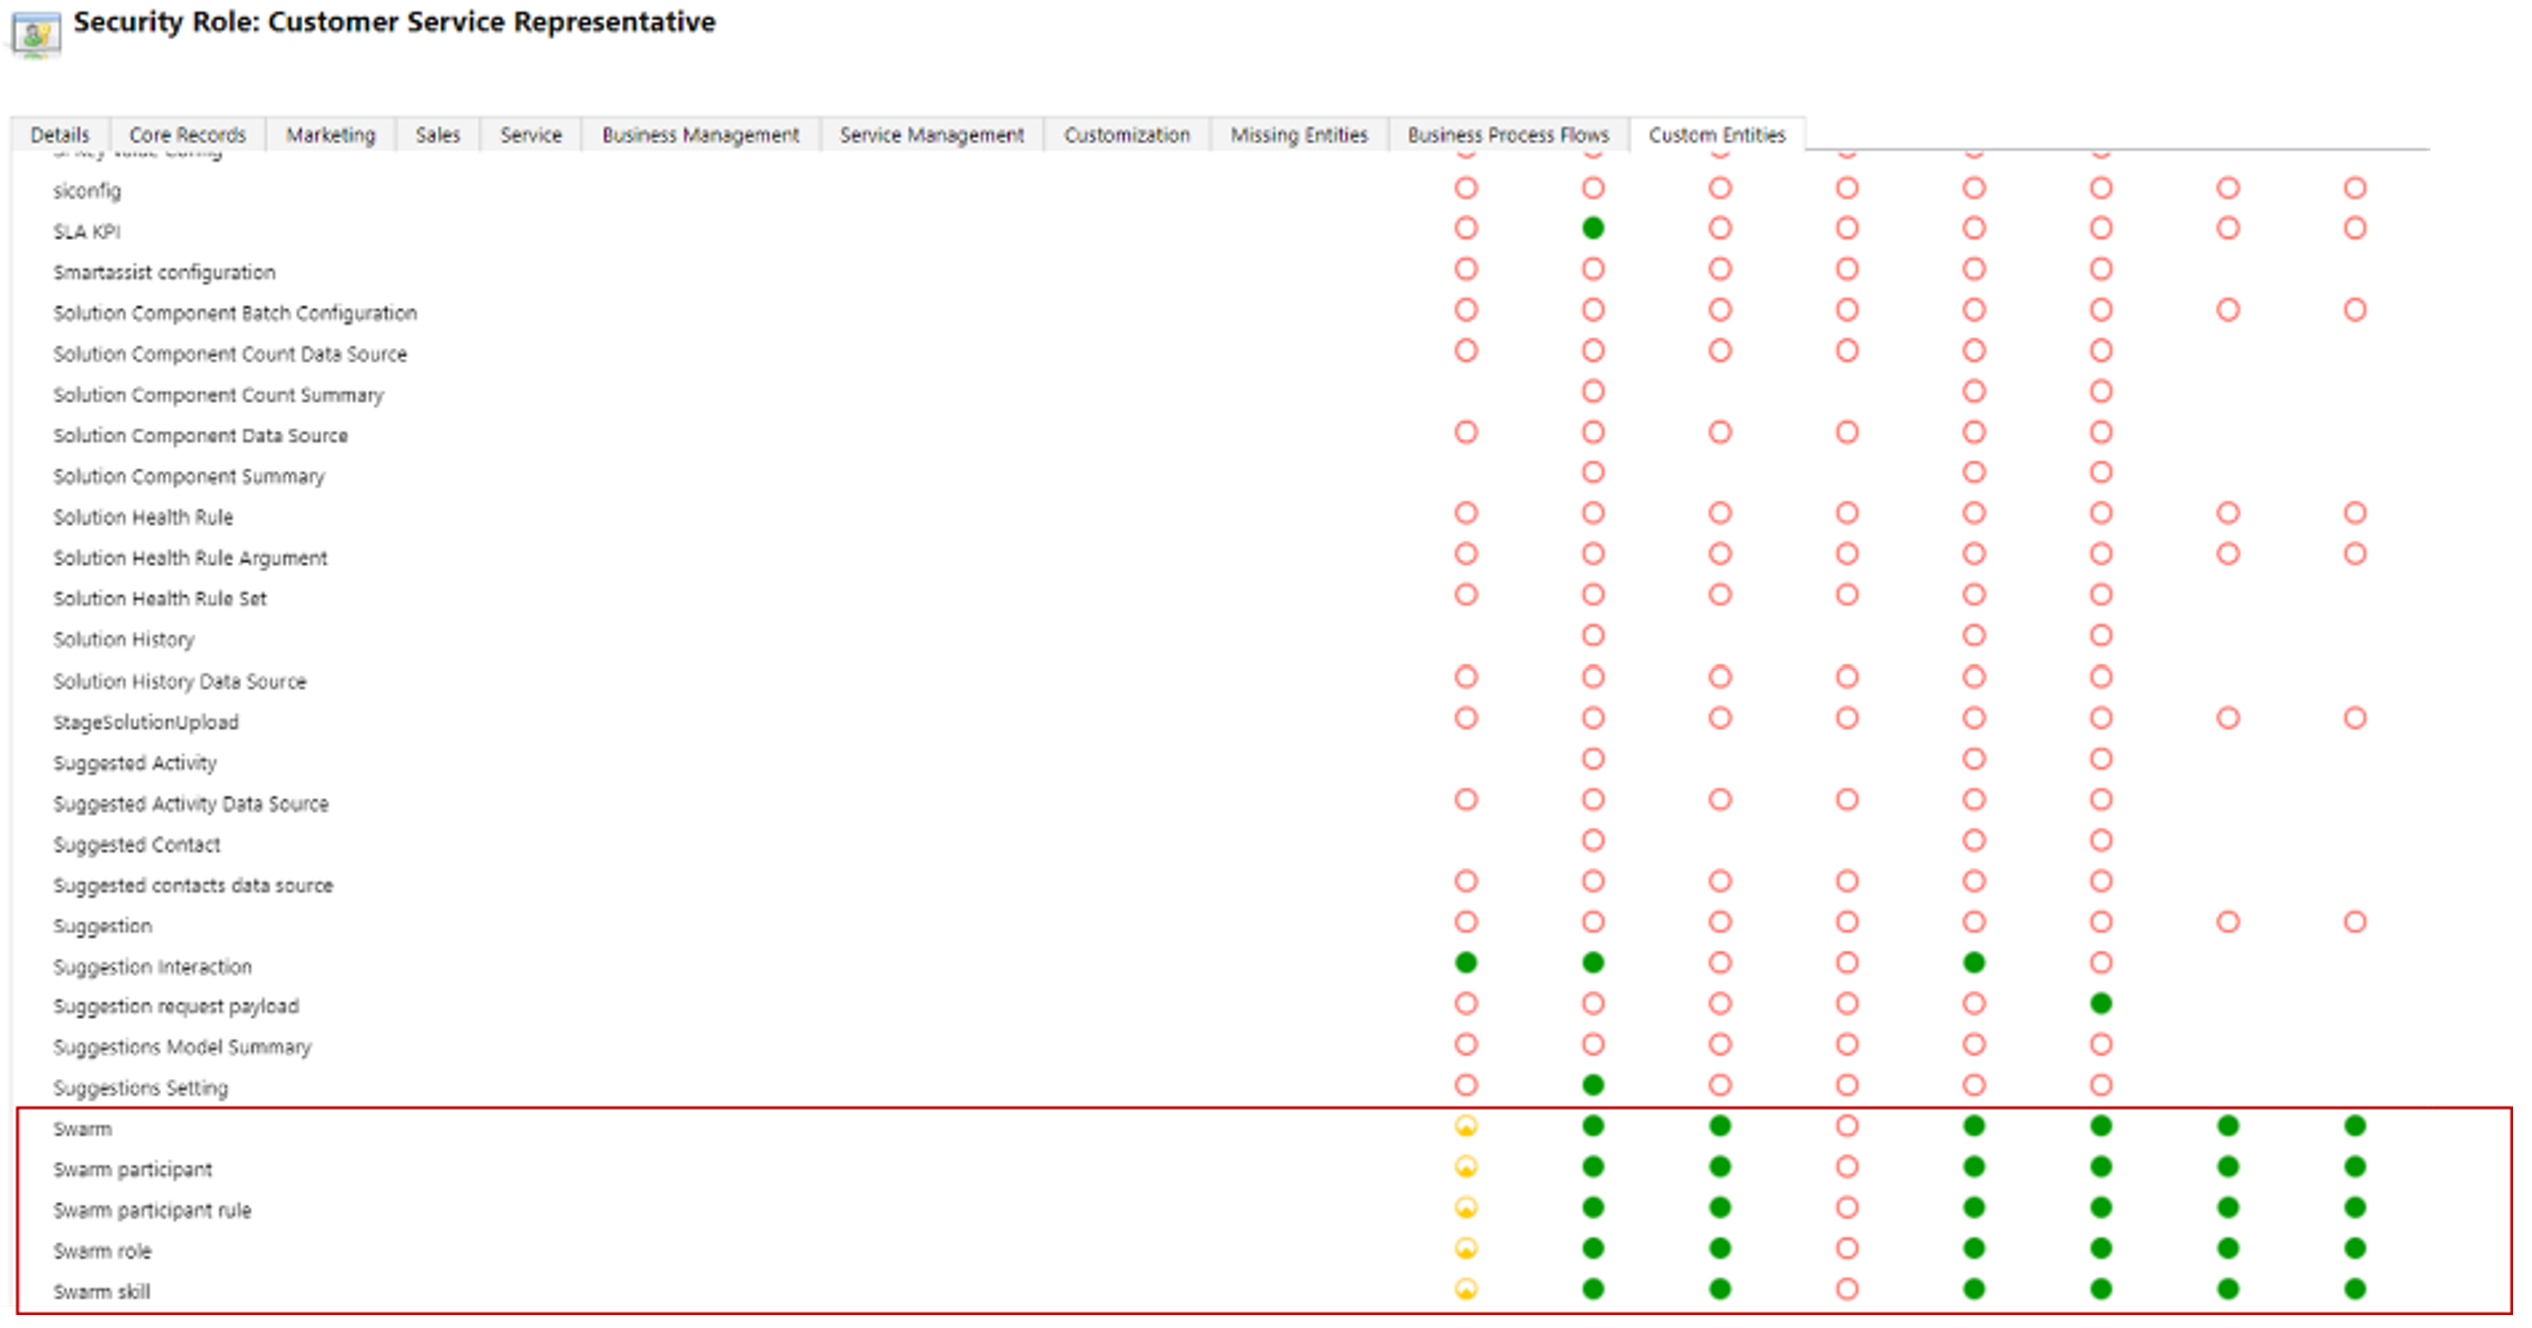 Security Role: Customer Service Representative
Details Core Records Marketing Sales Service Business Management Service Management Customization Missing Entities Business Process Flows Custom Entities
siconfig
SLA KPI
Smartassist configuration
Solution Component Batch Configuration
Solution Component Count Data Source
Solution Component Count Summary
Solution Component Data Source
Solution Component Summary
Solution Health Rule
Solution Health Rule Argument
Solution Health Rule Set
Solution History
Solution History Data Source
StageSolutionUpload
Suggested Activity
Suggested Activity Data Source
Suggested Contact
Suggested contacts data source
Suggestion
Suggestion Interaction
Suggestion request payload
Suggestions Model Summary
Suggestions Setting
Swarm
Swarm participant
Swarm participant rule
Swarm role
Swarm skill